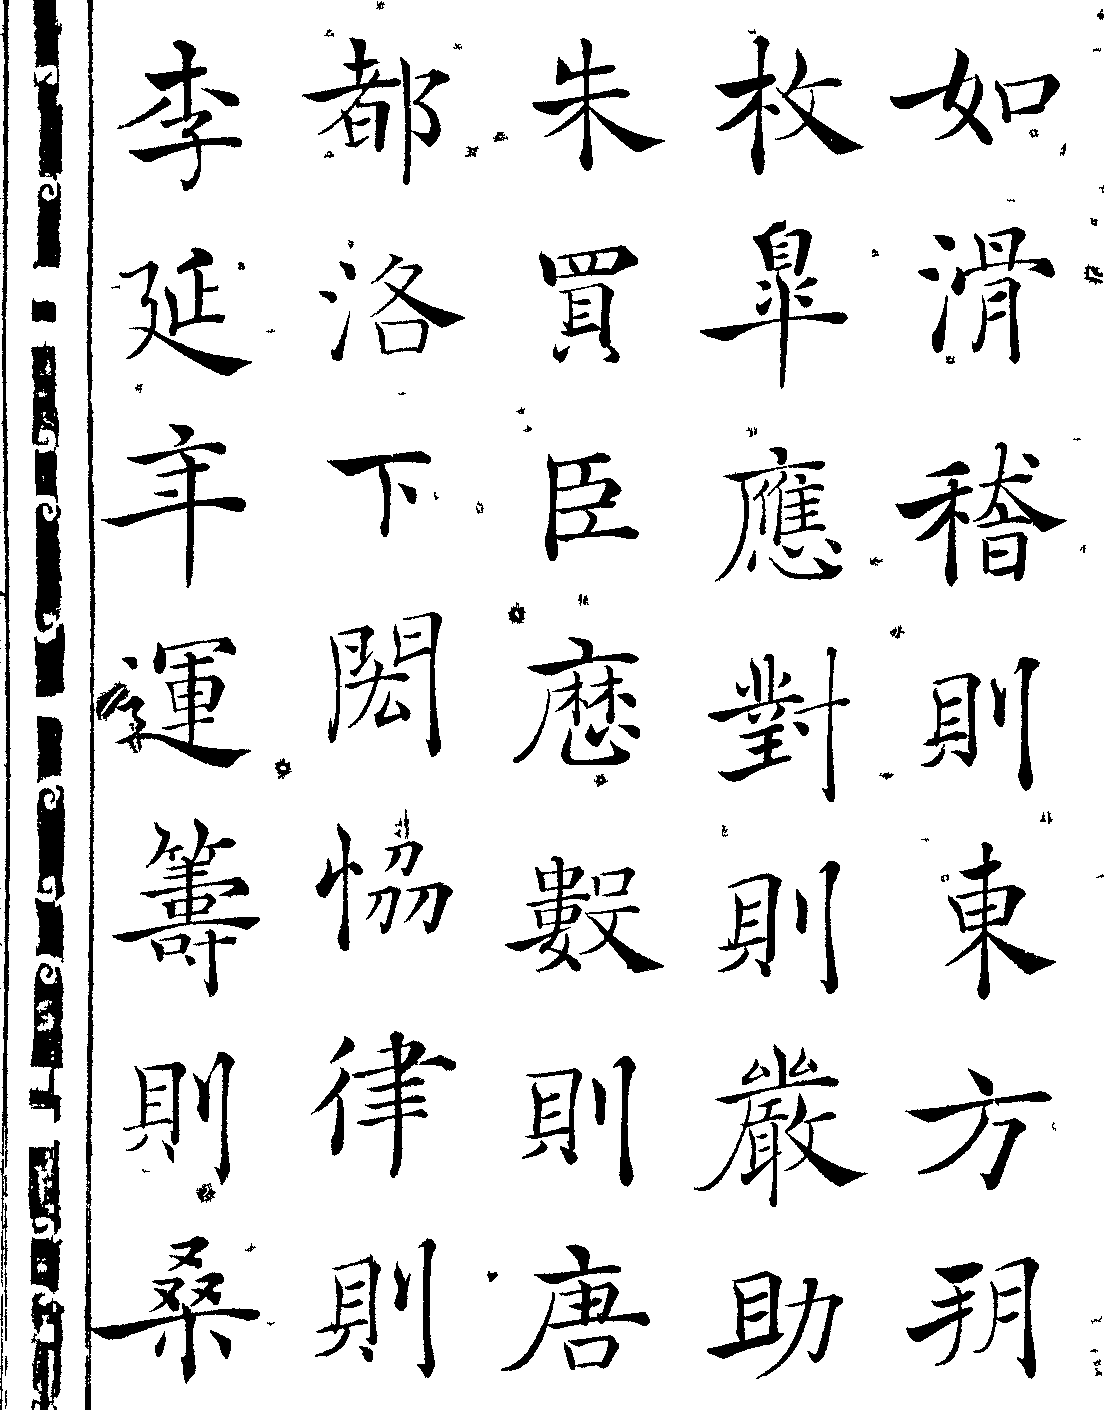 如滑稽則東方朔
枚皐應對則嚴助
朱買臣厯數則唐
都洛下閎恊律則
李延年運籌則桑